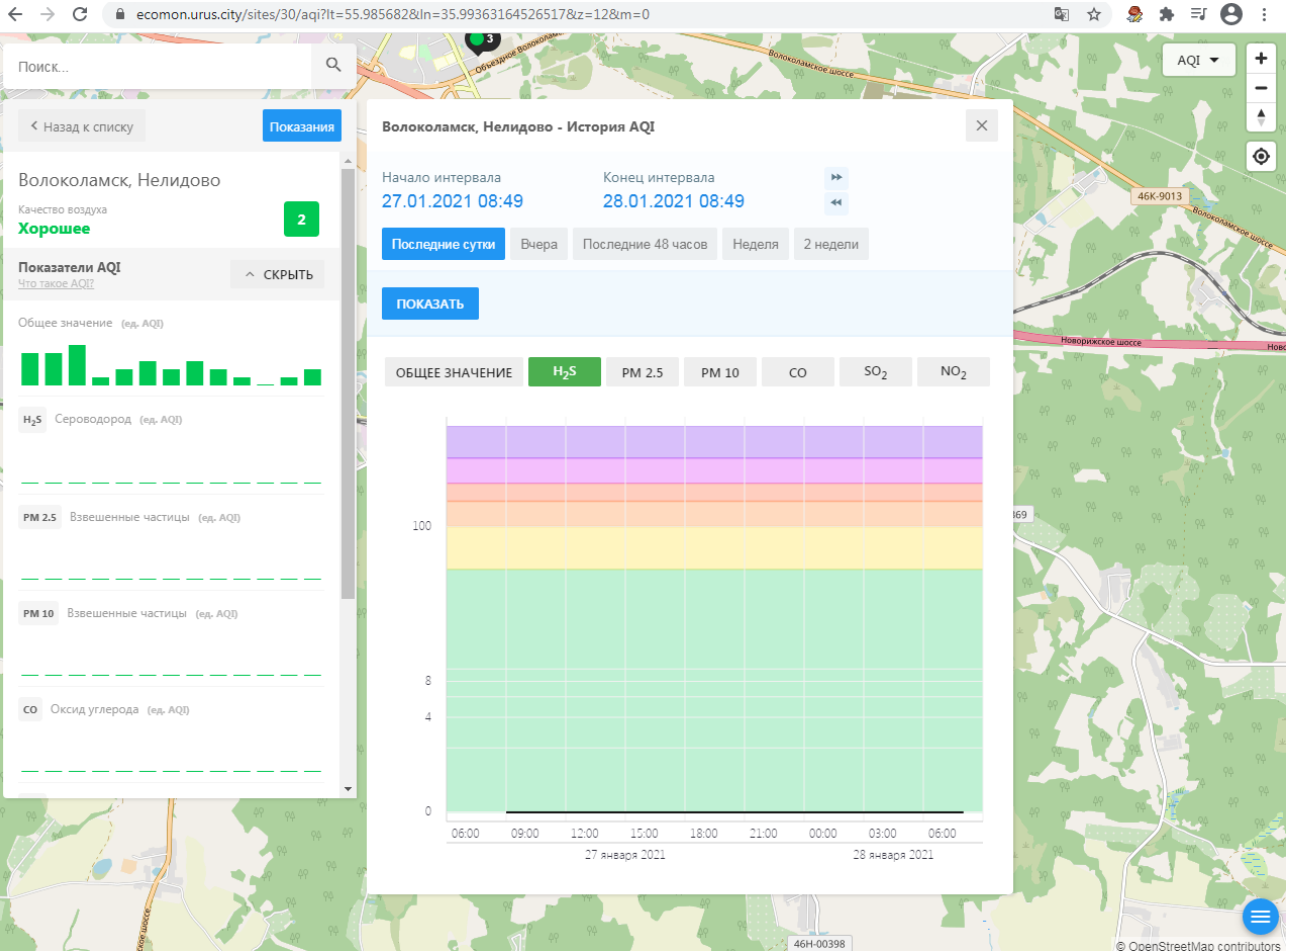 ecomon.urus.city/sites/30/aqi?lt=55.985682&ln=35.99363164526517&z=12&m=0
3
Объездное Волоколам
Волоколамское шоссе
Поиск...
AQI
Назад к списку
Показания
Волоколамск, Нелидово - История AQI
Волоколамск, Нелидово
Качество воздуха
Хорошее
2
Начало интервала
Конец интервала
27.01.2021 08:49
28.01.2021 08:49
46К-9013
Волоколамское шоссе
Последние сутки
Вчера
Последние 48 часов
Неделя
2 недели
Показатели AQI
Что такое AQI?
СКРЫТЬ
ПОКАЗАТЬ
Общее значение (ед. AQI)
Новорижское шоссе
Ново
ОБЩЕЕ ЗНАЧЕНИЕ
H₂S
PM 2.5
PM 10
CO
SO₂
NO₂
H₂S Сероводород (ед. AQI)
PM 2.5 Взвешенные частицы (ед. AQI)
369
100
PM 10 Взвешенные частицы (ед. AQI)
8
4
CO Оксид углерода (ед. AQI)
0
06:00 09:00 12:00 15:00 18:00 21:00 00:00 03:00 06:00
27 января 2021
28 января 2021
46Н-00398
© OpenStreetMap contributors